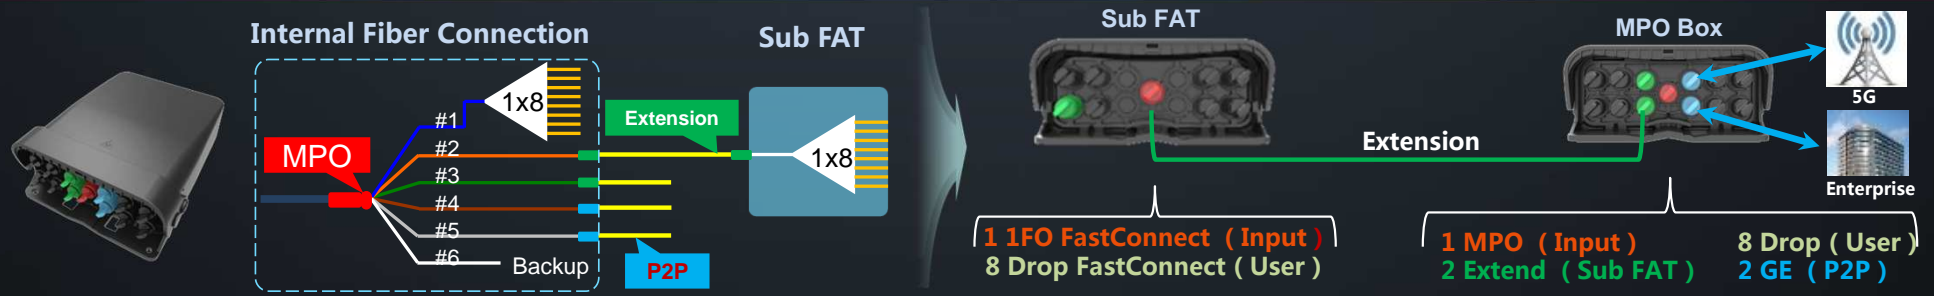 Internal Fiber Connection
Sub FAT
MPO
#1
#2
#3
#4
#5
#6
1x8
Backup
Extension
1x8
P2P
Sub FAT
MPO Box
Extension
5G
Enterprise
1 1FO FastConnect ( Input )
8 Drop FastConnect ( User )
1 MPO ( Input )
2 Extend ( Sub FAT )
8 Drop ( User )
2 GE ( P2P )